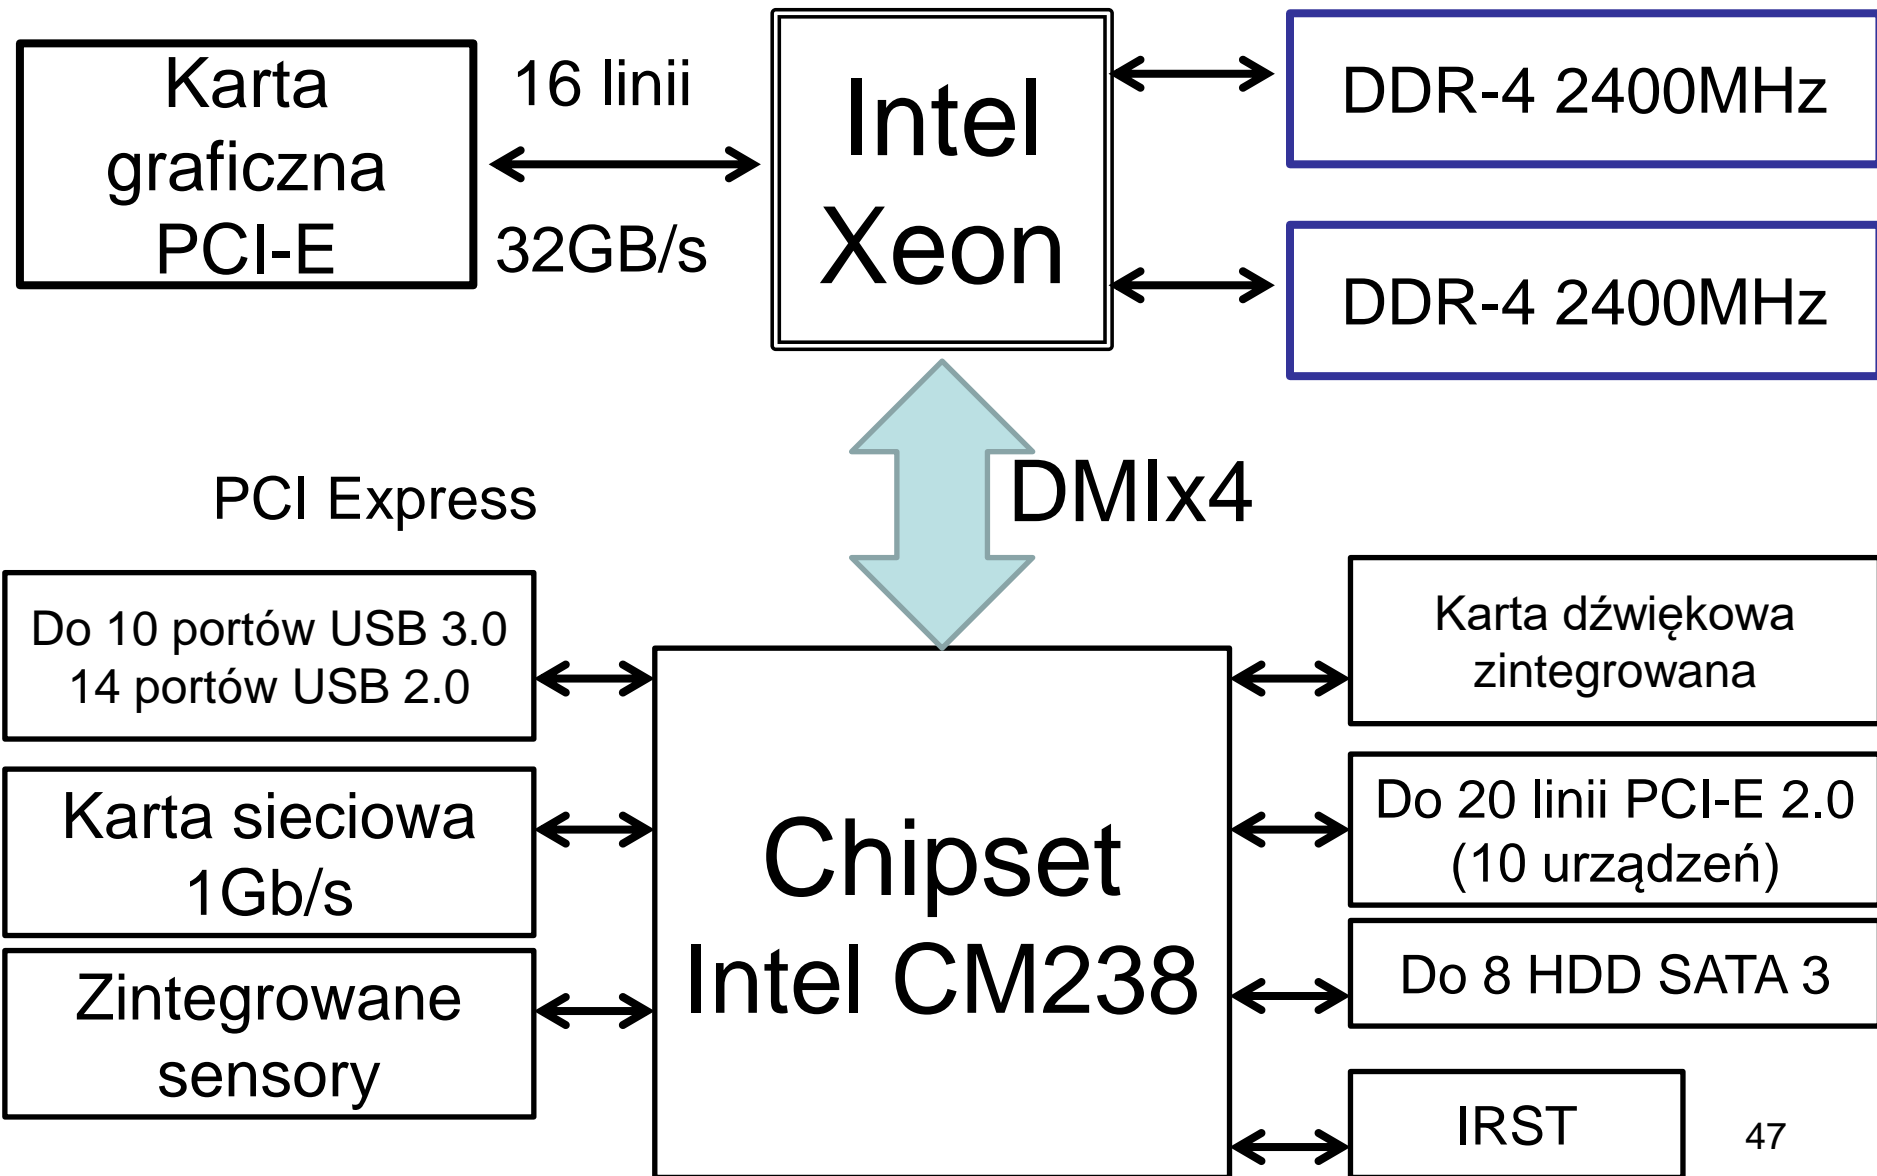 Karta
graficzna
PCI-E
16 linii
32GB/s
Intel
Xeon
DDR-4 2400MHz
DDR-4 2400MHz
PCI Express
DMIx4
Do 10 portów USB 3.0
14 portów USB 2.0
Karta sieciowa
1Gb/s
Zintegrowane
sensory
Chipset
Intel CM238
Karta dźwiękowa
zintegrowana
Do 20 linii PCI-E 2.0
(10 urządzeń)
Do 8 HDD SATA 3
IRST
47